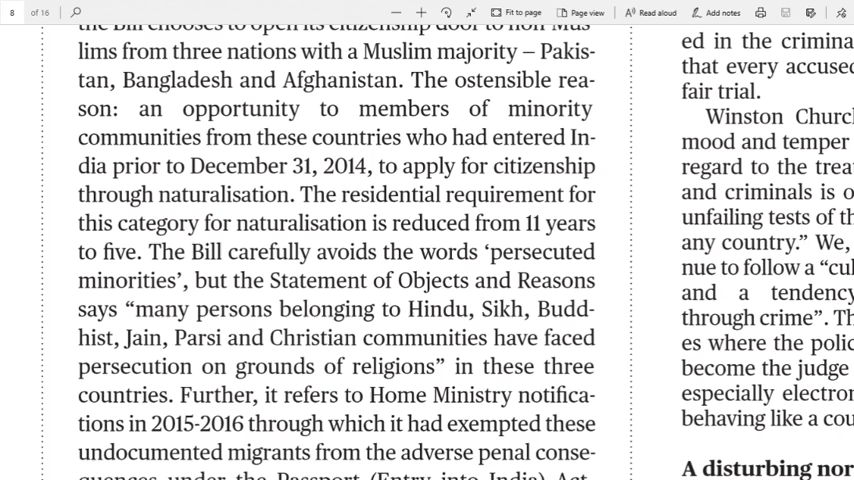 8 of 16
Fit to page
Page view
Read aloud
Add notes
the Bill chooses to open its citizenship door to non-Mus-
lims from three nations with a Muslim majority – Pakis-
tan, Bangladesh and Afghanistan. The ostensible rea-
son: an opportunity to members of minority
communities from these countries who had entered In-
dia prior to December 31, 2014, to apply for citizenship
through naturalisation. The residential requirement for
this category for naturalisation is reduced from 11 years
to five. The Bill carefully avoids the words ‘persecuted
minorities’, but the Statement of Objects and Reasons
says “many persons belonging to Hindu, Sikh, Budd-
hist, Jain, Parsi and Christian communities have faced
persecution on grounds of religions” in these three
countries. Further, it refers to Home Ministry notifica-
tions in 2015-2016 through which it had exempted these
undocumented migrants from the adverse penal conse-
quences under the Passport (Entry into India) Act,
ed in the crimina
that every accused
fair trial.
Winston Churc
mood and temper
regard to the trea
and criminals is o
unfailing tests of th
any country.” We,
nue to follow a “cul
and a tendency
through crime”. Th
es where the polic
become the judge
especially electron
behaving like a cou
A disturbing nor